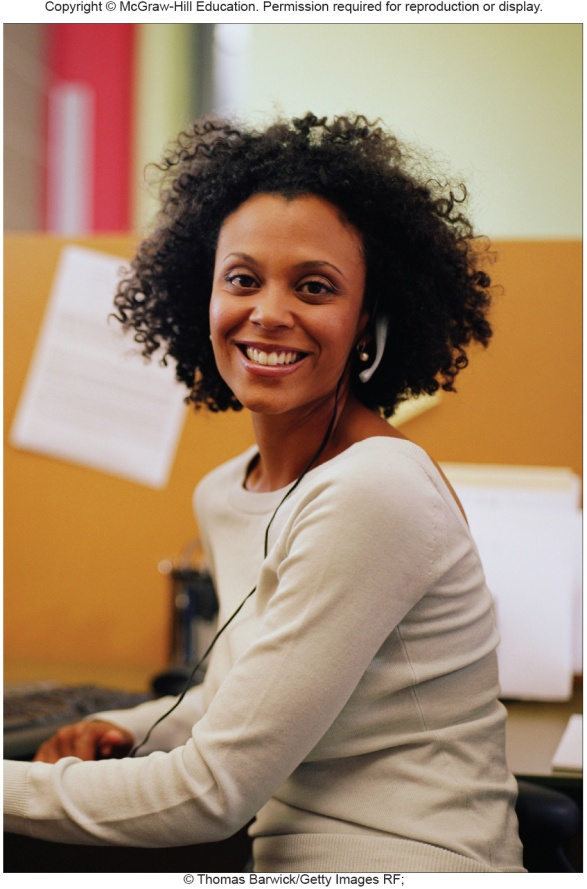 Copyright © McGraw-Hill Education. Permission required for reproduction or display.
© Thomas Barwick/Getty Images RF;